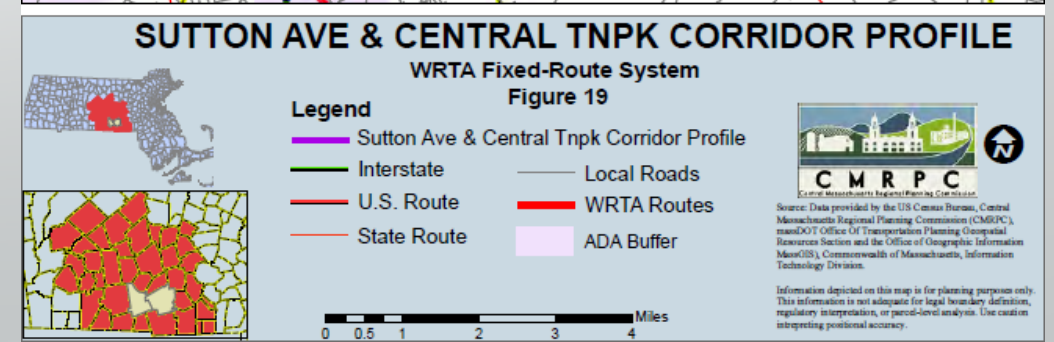 SUTTON AVE & CENTRAL TNPK CORRIDOR PROFILE
WRTA Fixed-Route System
Figure 19
Legend
Sutton Ave & Central Tnpk Corridor Profile
Interstate
Local Roads
U.S. Route
WRTA Routes
State Route
ADA Buffer
Miles
0 0.5 1 2 3 4
N
CMRPC
Central Massachusetts Regional Planning Commission
Source: Data provided by the US Census Bureau, Central
Massachusetts Regional Planning Commission (CMRPC),
massDOT Office Of Transportation Planning Geospatial
Resources Section and the Office of Geographic Information
MassGIS), Commonwealth of Massachusetts, Information
Technology Division.
Information depicted on this map is for planning purposes only.
This information is not adequate for legal boundary definition,
regulatory interpretation, or parcel-level analysis. Use caution
intrepreting positional accuracy.